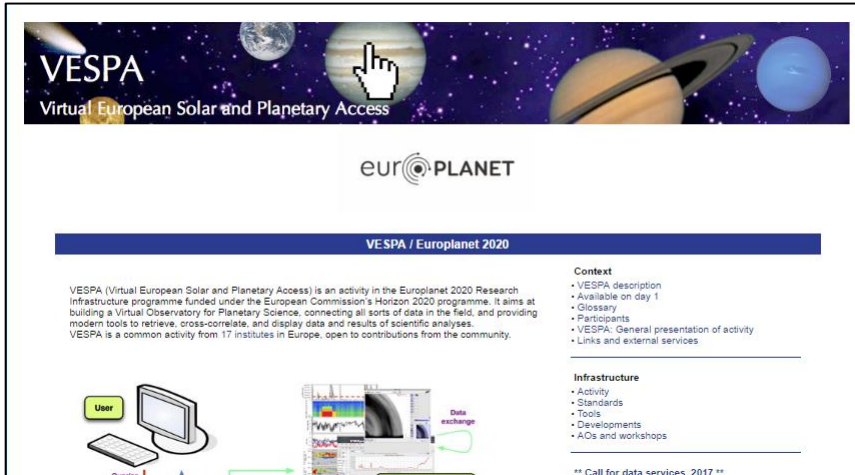 VESPA
Virtual European Solar and Planetary Access
EUROPLANET
VESPA / Europlanet 2020
VESPA (Virtual European Solar and Planetary Access) is an activity in the Europlanet 2020 Research
Infrastructure programme funded under the European Commission's Horizon 2020 programme. It aims at
building a Virtual Observatory for Planetary Science, connecting all sorts of data in the field, and providing
modern tools to retrieve, cross-correlate, and display data and results of scientific analyses.
VESPA is a common activity from 17 institutes in Europe, open to contributions from the community.
Context
• VESPA description
• Available on day 1
• Glossary
• Participants
• VESPA: General presentation of activity
• Links and external services
Infrastructure
• Activity
• Standards
• Tools
• Developments
• AOs and workshops
** Call for data services, 2017 **
User
Data
exchange